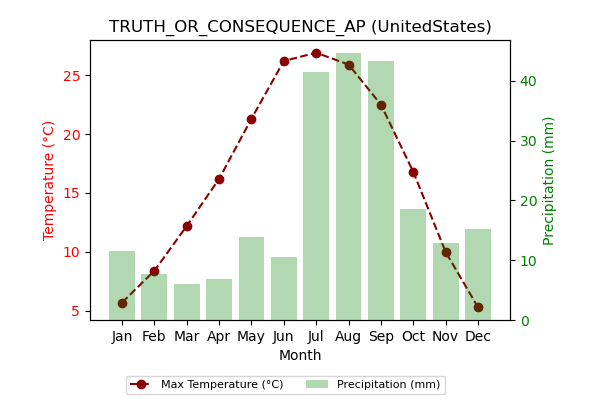 TRUTH_OR_CONSEQUENCE_AP (UnitedStates)
Temperature (°C)
25
20
15
10
5
40
30
20
10
0
Precipitation (mm)
Jan Feb Mar Apr May Jun Jul Aug Sep Oct Nov Dec
Month
Max Temperature (°C) Precipitation (mm)